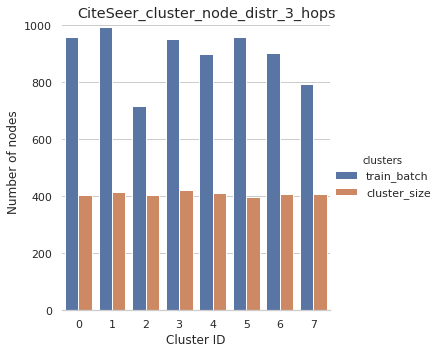 CiteSeer_cluster_node_distr_3_hops
1000
800
600
400
200
0
Number of nodes
0 1 2 3 4 5 6 7
Cluster ID
clusters
train_batch
cluster_size